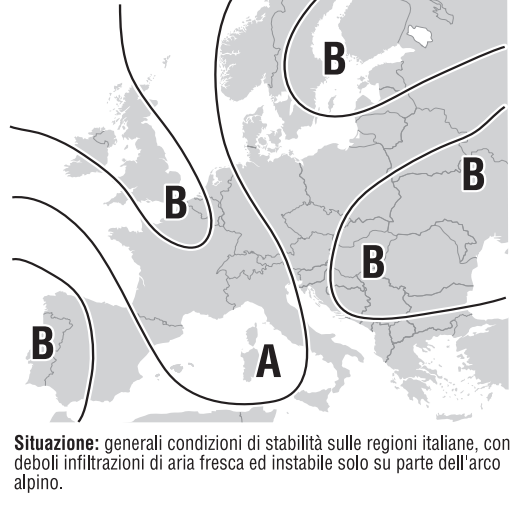 B
B
B
B
B
A
Situazione: generali condizioni di stabilità sulle regioni italiane, con
deboli infiltrazioni di aria fresca ed instabile solo su parte dell'arco
alpino.